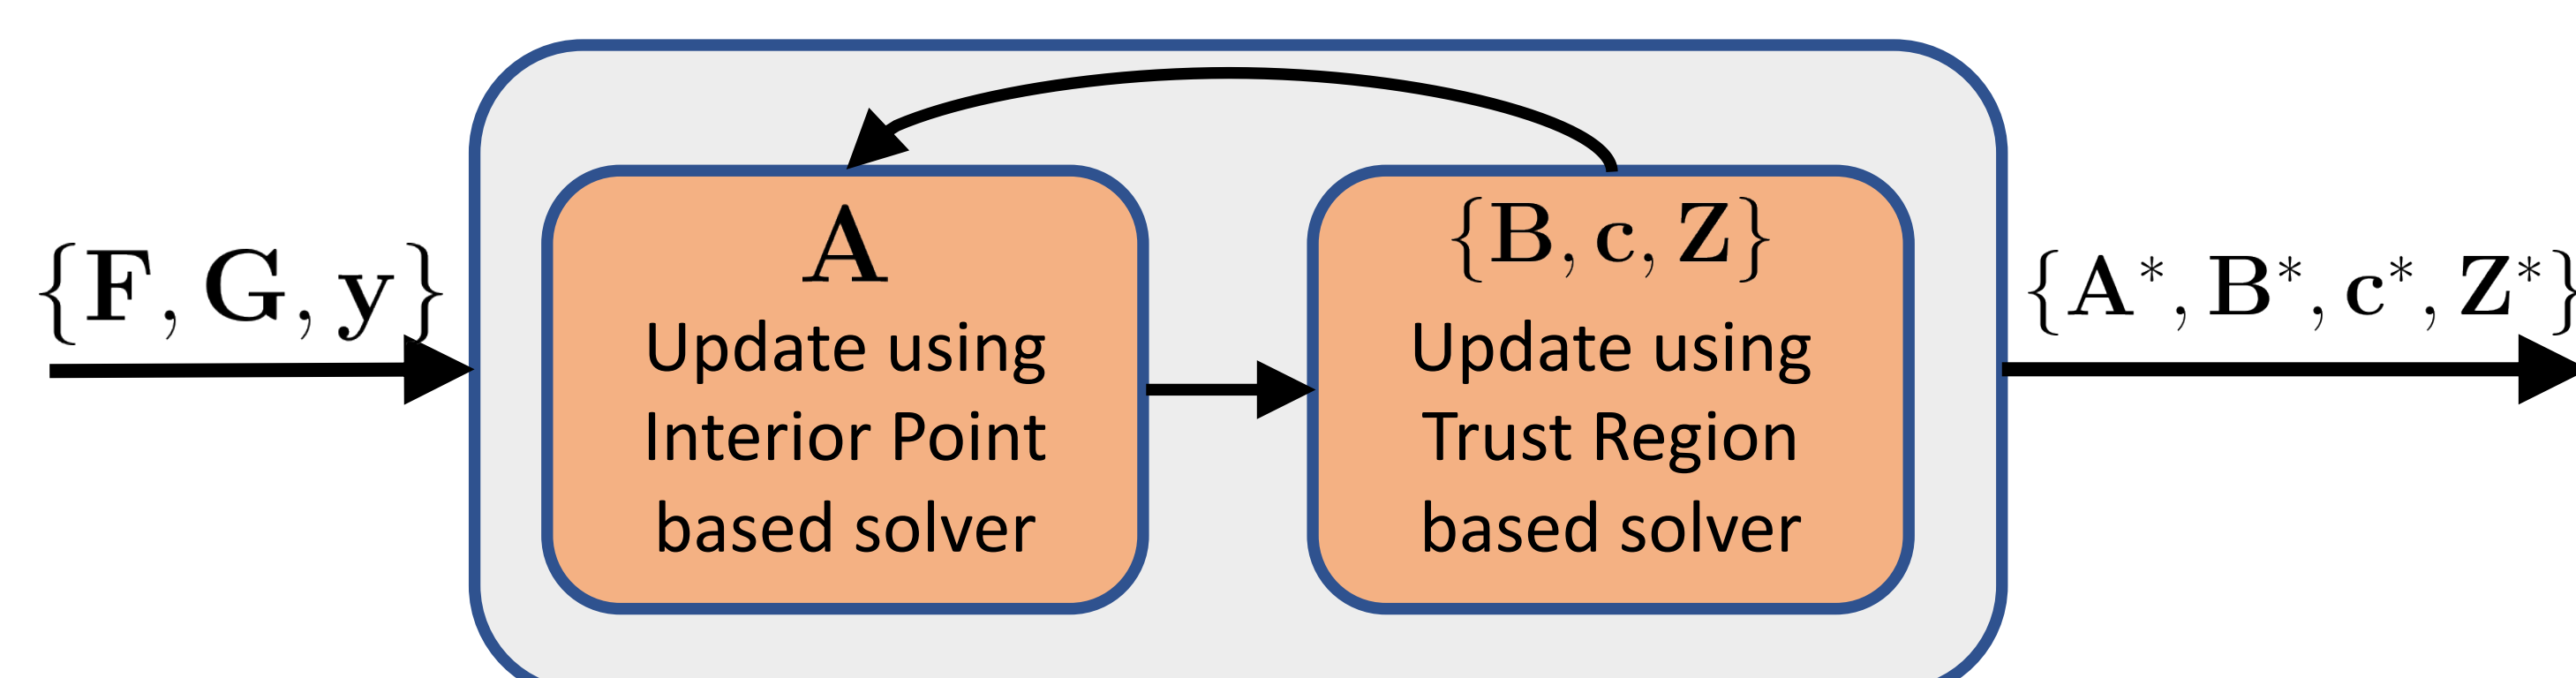 {F, G, y}
A
Update using
Interior Point
based solver
{B, c, Z}
Update using
Trust Region
based solver
{A*, B*, c*, Z*}